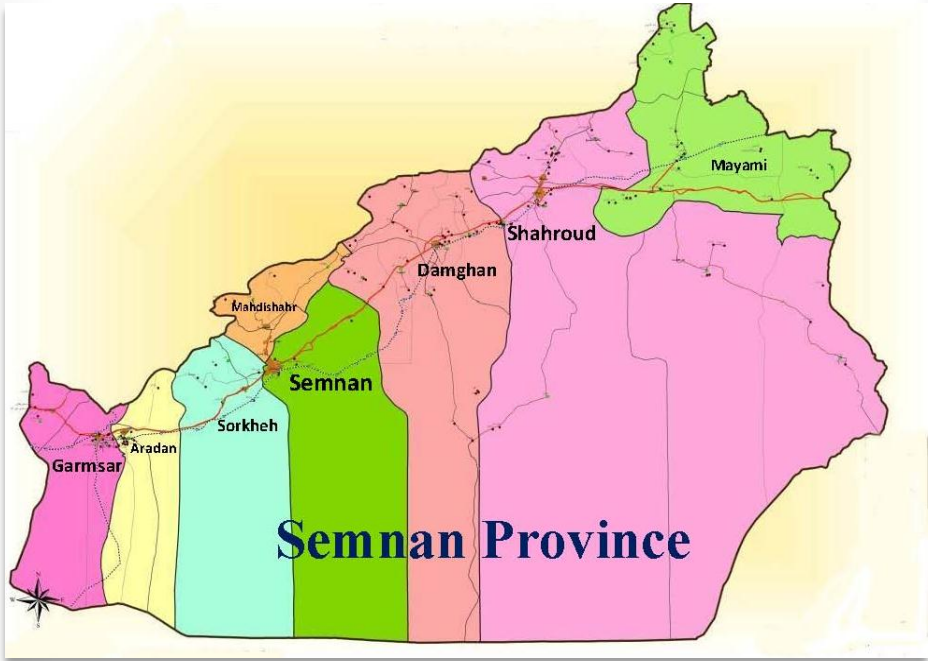 Mayami
Shahroud
Damghan
Mahdishahr
Semnan
Sorkheh
Aradan
Garmsar
Semnan Province
N
W
E
S